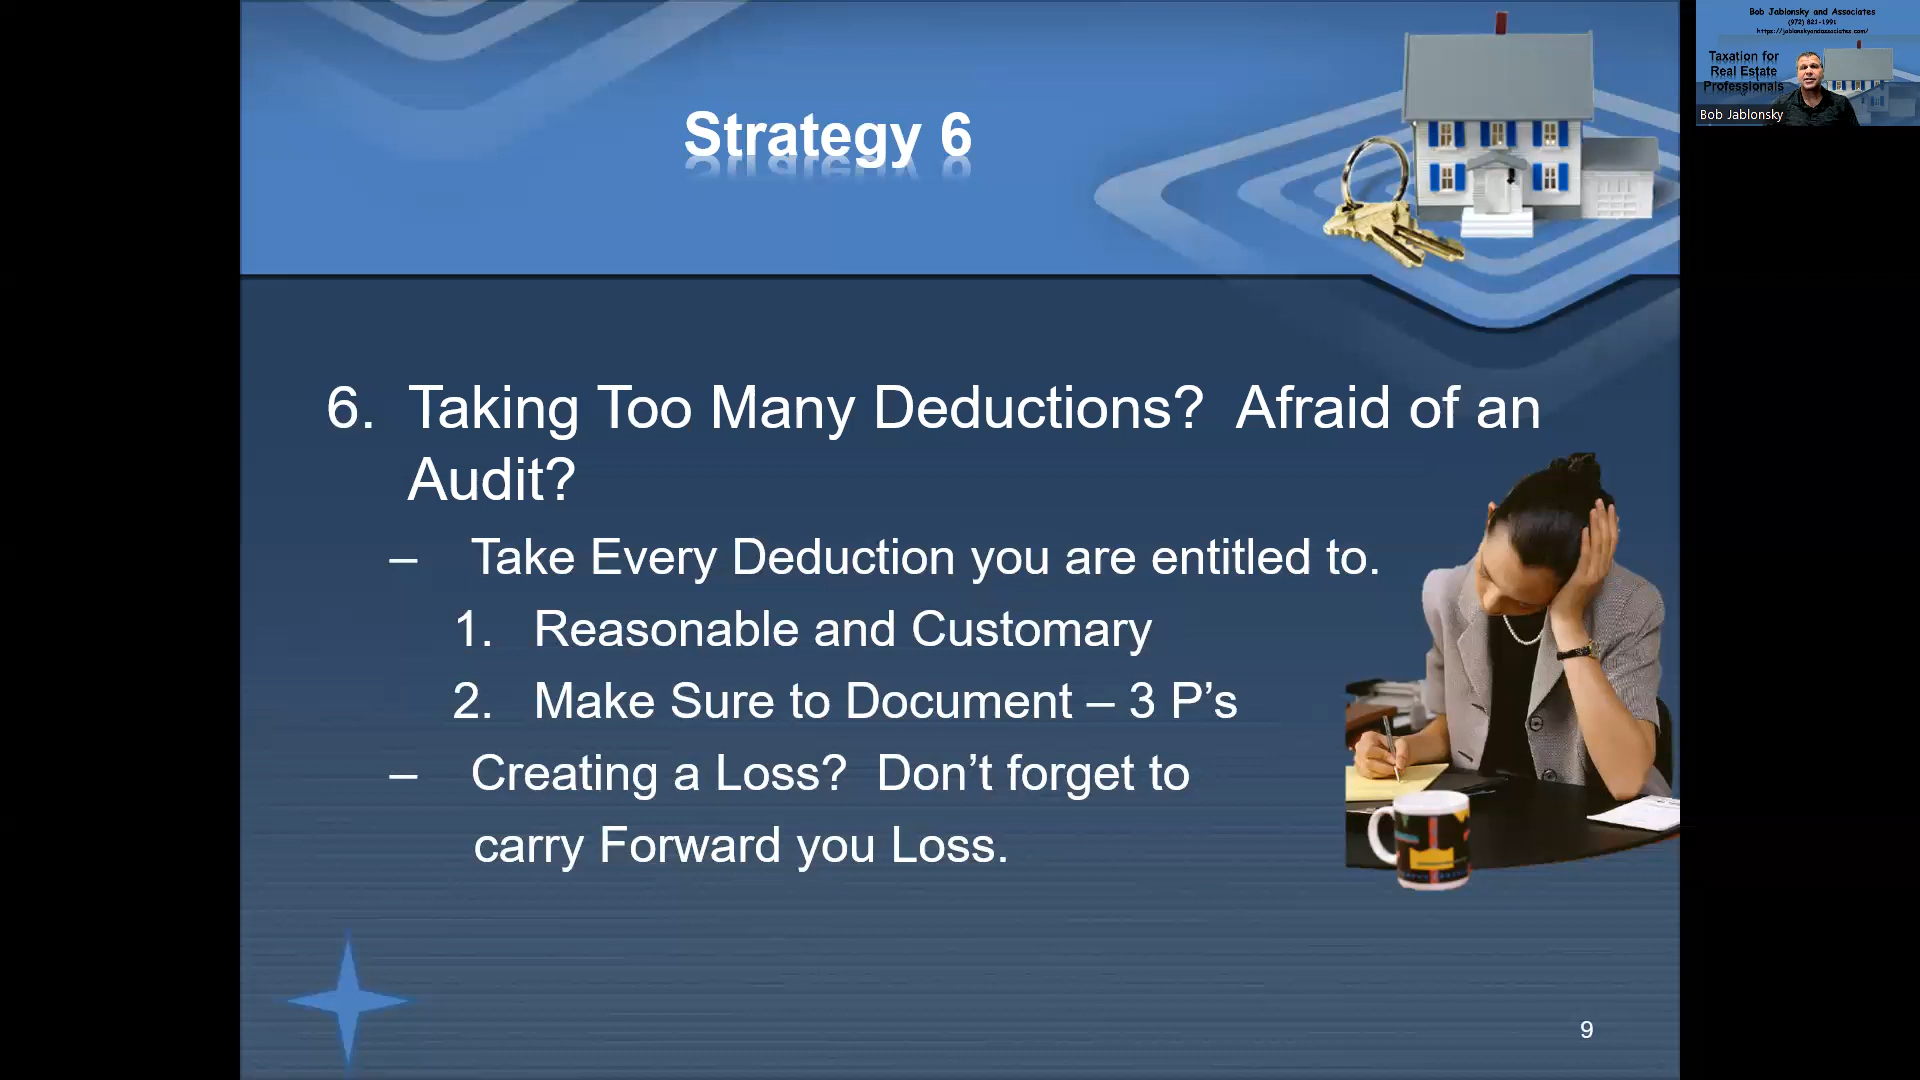 Strategy 6
6. Taking Too Many Deductions? Afraid of an
Audit?
– Take Every Deduction you are entitled to.
1. Reasonable and Customary
2. Make Sure to Document – 3 P’s
– Creating a Loss? Don’t forget to
carry Forward you Loss.
9
Bob Jablonsky and Associates
(972) 821-1991
https://jablonskyandassociates.com/
Taxation for
Real Estate
Professionals
Bob Jablonsky